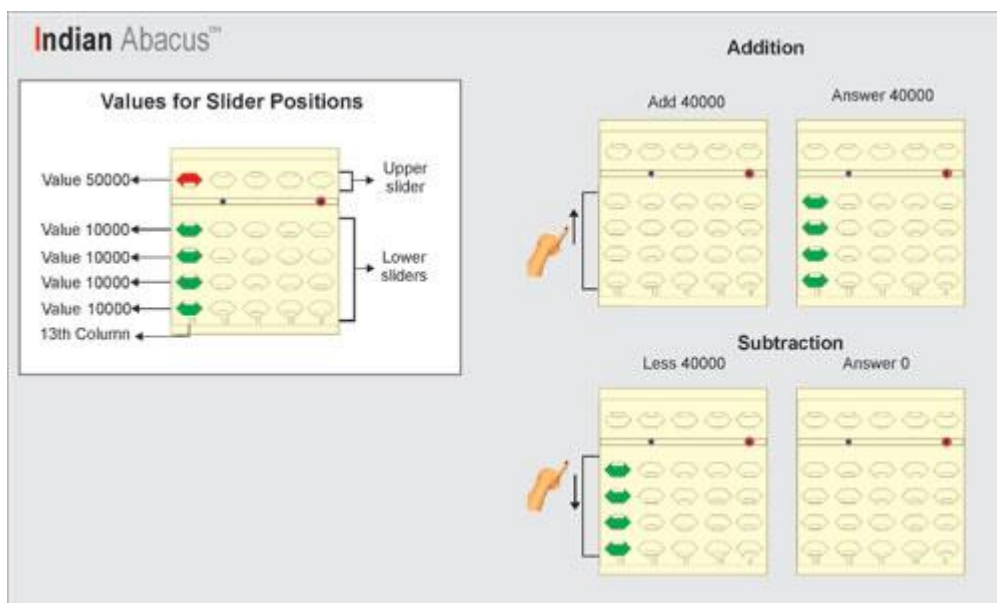 Indian Abacus™
Values for Slider Positions
Value 50000
Upper
slider
Value 10000
Value 10000
Value 10000
Value 10000
Lower
sliders
13th Column
Addition
Add 40000
Answer 40000
Subtraction
Less 40000
Answer 0